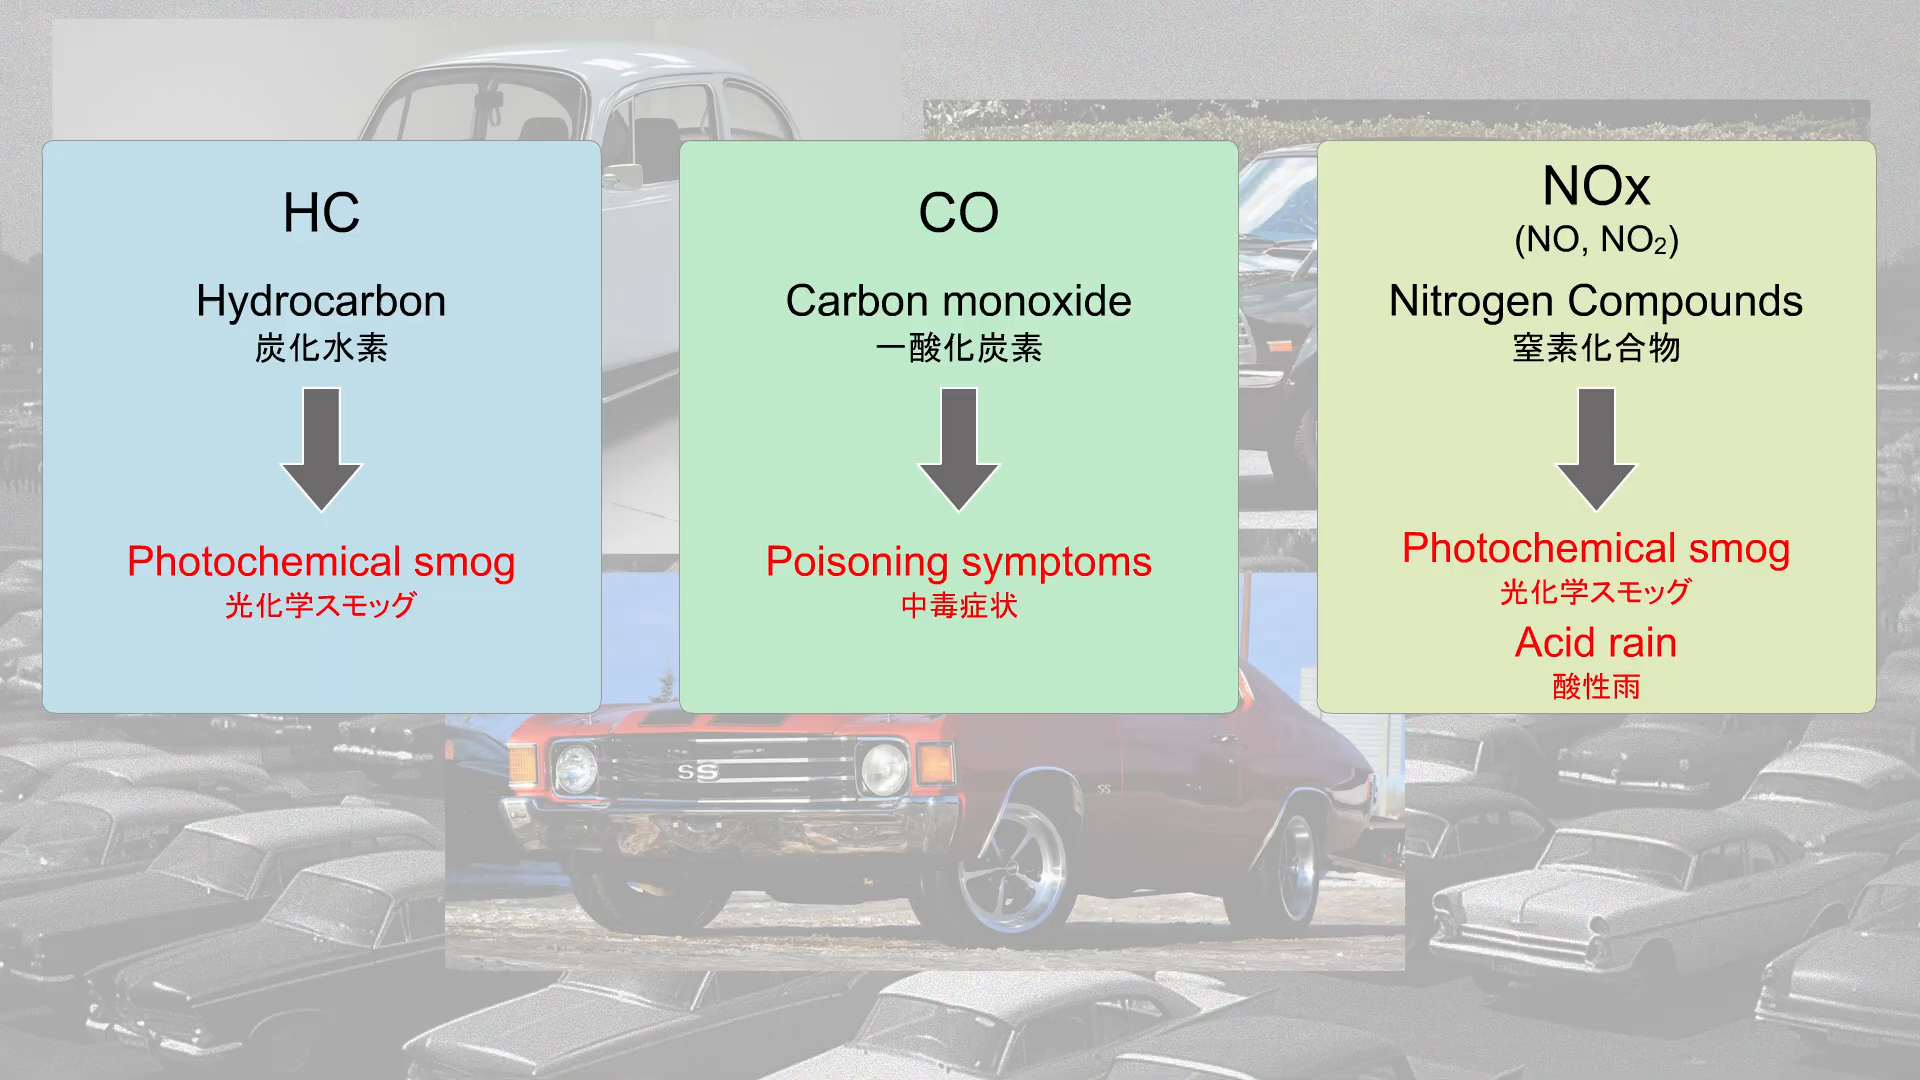 HC
Hydrocarbon
炭化水素
Photochemical smog
光化学スモッグ
CO
Carbon monoxide
一酸化炭素
Poisoning symptoms
中毒症状
NOx
(NO, NO₂)
Nitrogen Compounds
窒素化合物
Photochemical smog
光化学スモッグ
Acid rain
酸性雨
SS
SS